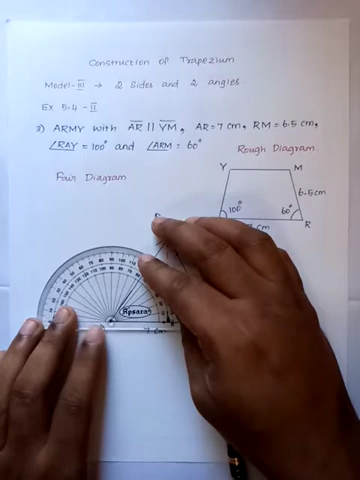 Construction of Trapezium
Model-III → 2 Sides and 2 angles.
Ex 5.4 - II
3) ARMY with AR || YM, AR = 7 cm, RM = 6.5 cm,
∠RAY = 100° and ∠ARM = 60°
Rough Diagram
Fair Diagram
Y M
6.5 cm
100° 60°
R
cm
Apsara
7 cm